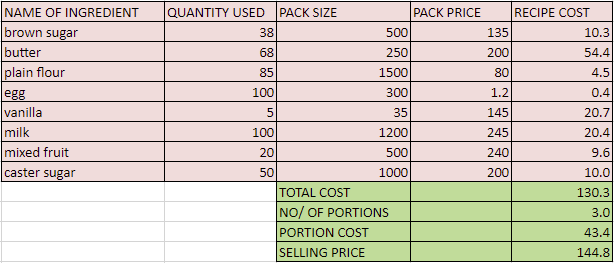 NAME OF INGREDIENT QUANTITY USED PACK SIZE PACK PRICE RECIPE COST
brown sugar 38 500 135 10.3
butter 68 250 200 54.4
plain flour 85 1500 80 4.5
egg 100 300 1.2 0.4
vanilla 5 35 145 20.7
milk 100 1200 245 20.4
mixed fruit 20 500 240 9.6
caster sugar 50 1000 200 10.0
TOTAL COST 130.3
NO/ OF PORTIONS 3.0
PORTION COST 43.4
SELLING PRICE 144.8